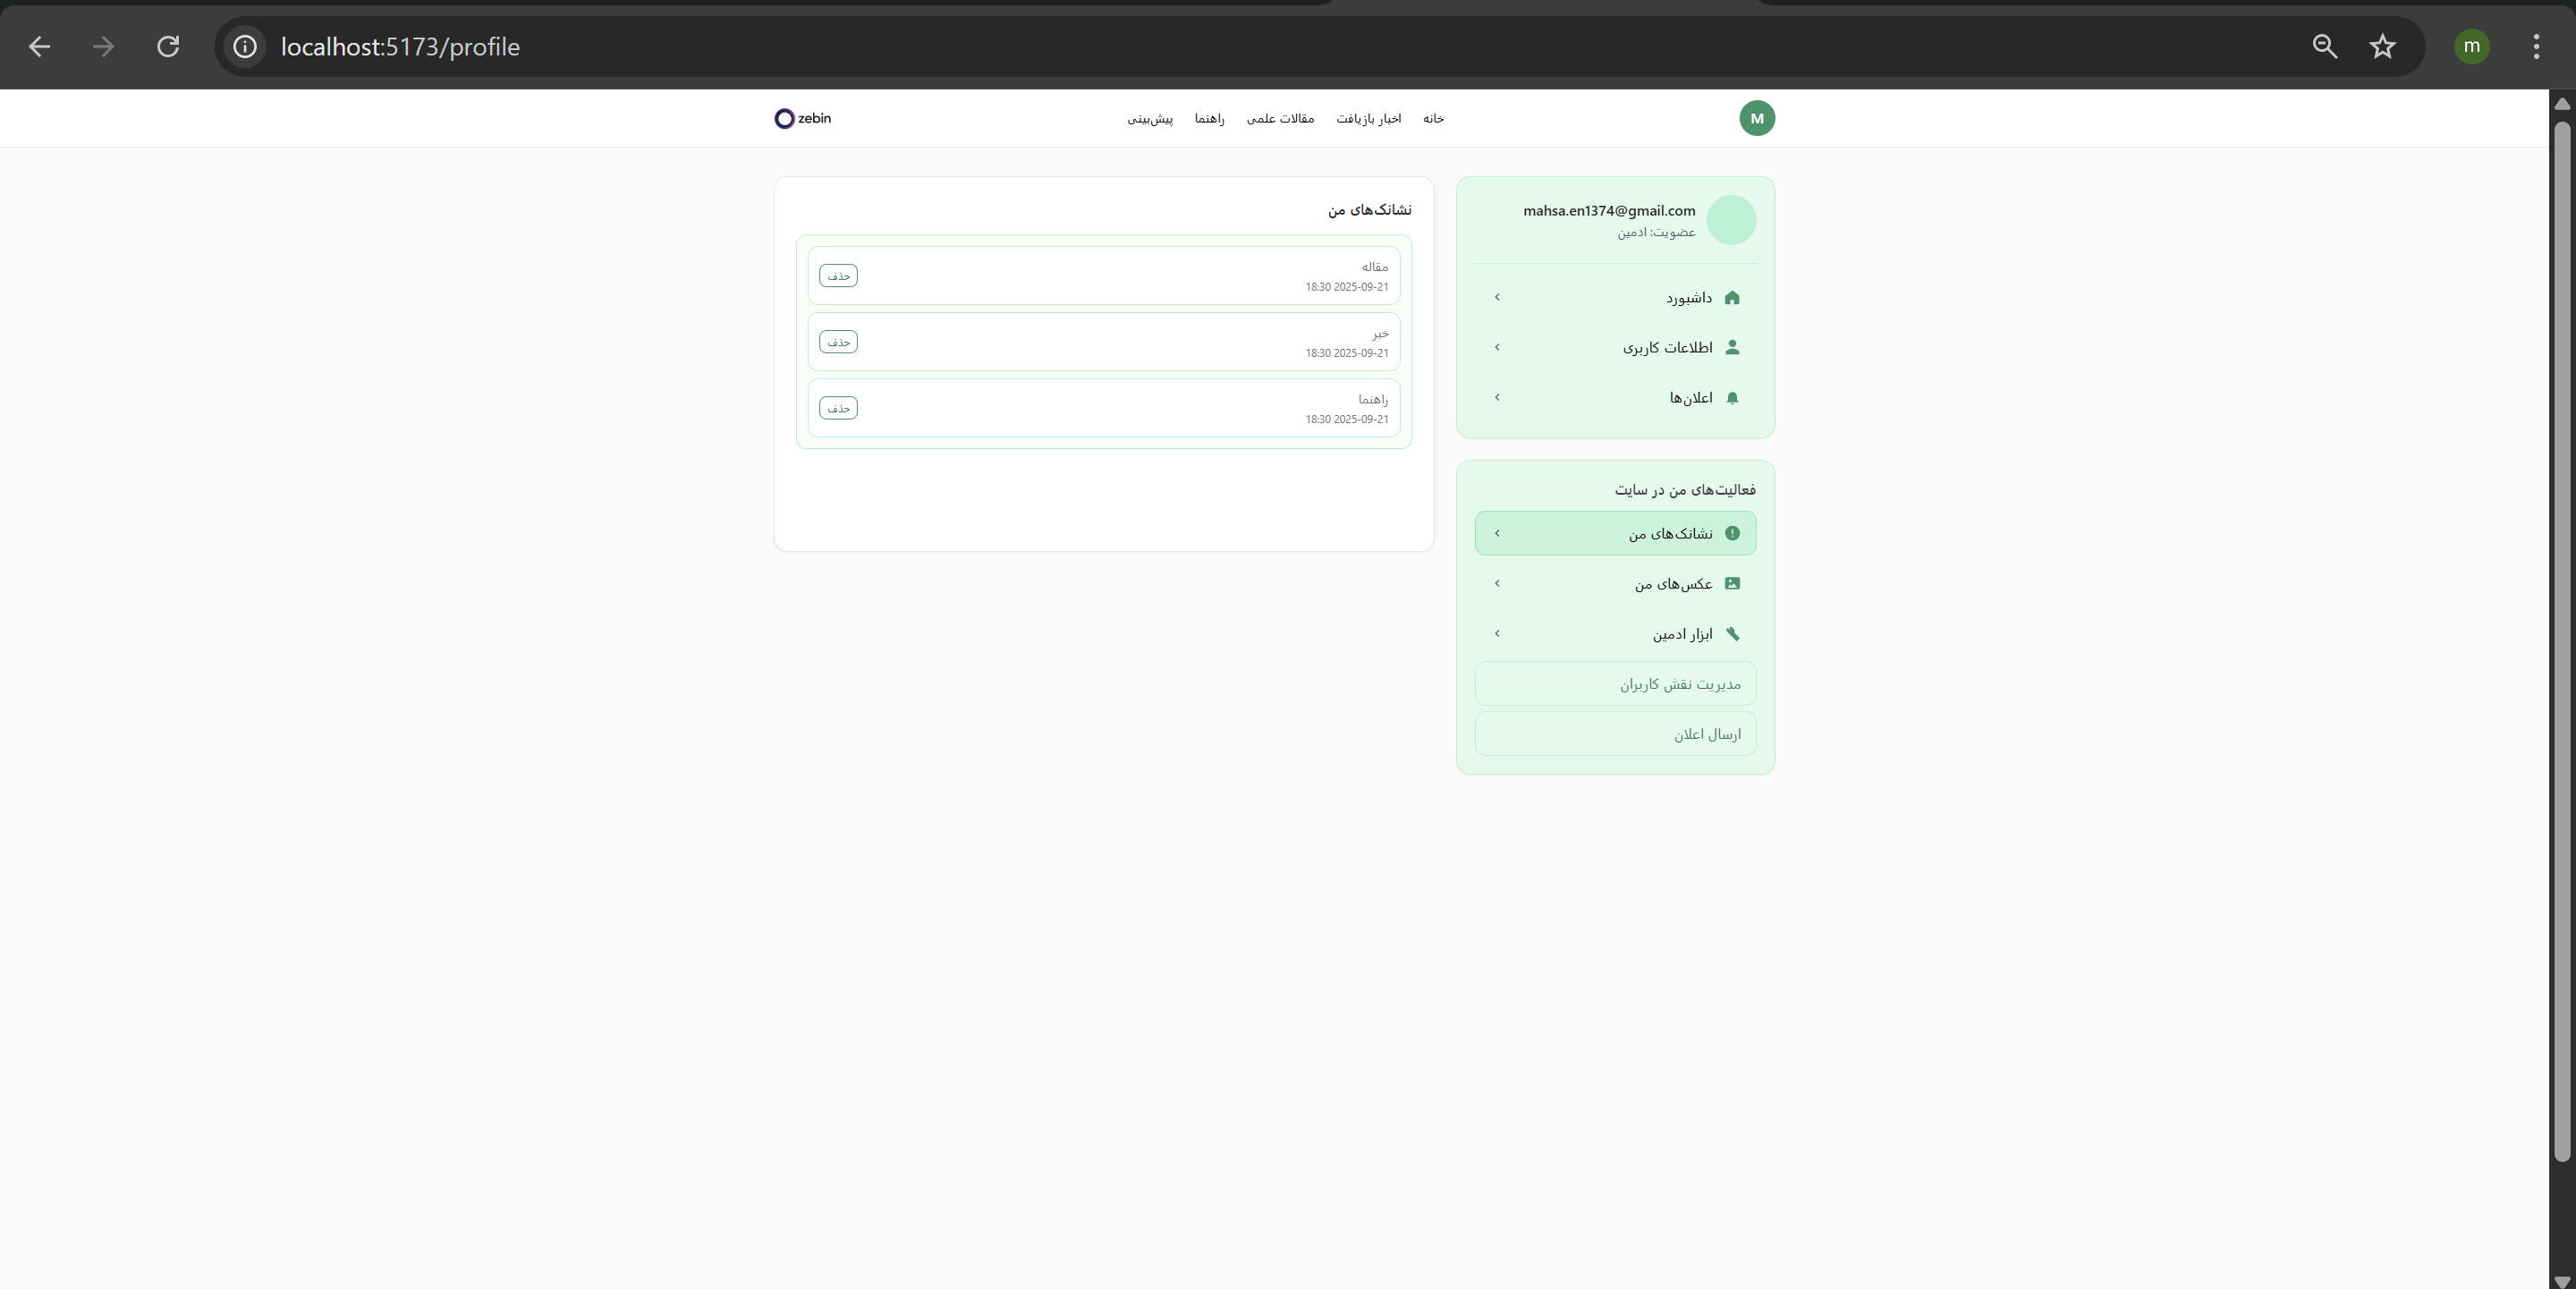 localhost:5173/profile
m
M
خانه
اخبار بازیافت
مقالات علمی
راهنما
پیش‌بینی
zebin
mahsa.en1374@gmail.com
عضویت: ادمین
داشبورد
اطلاعات کاربری
اعلان‌ها
فعالیت‌های من در سایت
نشانک‌های من
عکس‌های من
ابزار ادمین
مدیریت نقش کاربران
ارسال اعلان
نشانک‌های من
مقاله
18:30 2025-09-21
حذف
خبر
18:30 2025-09-21
حذف
راهنما
18:30 2025-09-21
حذف